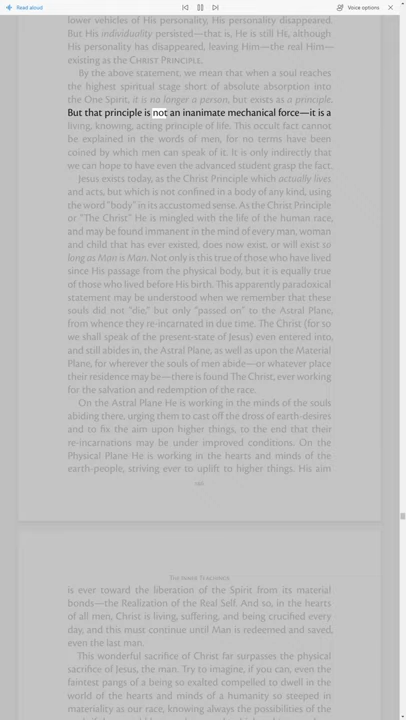 Read aloud
Voice options
lower vehicles of His personality, His personality disappeared.
But His individuality persisted—that is, He is still He, although
His personality has disappeared, leaving Him—the real Him—
existing as the CHRIST PRINCIPLE.
By the above statement, we mean that when a soul reaches
the highest spiritual stage short of absolute absorption into
the One Spirit, it is no longer a person, but exists as a principle.
But that principle is not an inanimate mechanical force—it is a
living, knowing, acting principle of life. This occult fact cannot
be explained in the words of men, for no terms have been
coined by which men can speak of it. It is only indirectly that
we can hope to have even the advanced student grasp the fact.
Jesus exists today, as the Christ Principle which actually lives
and acts, but which is not confined in a body of any kind, using
the word "body" in its accustomed sense. As the Christ Principle
or "The Christ" He is mingled with the life of the human race,
and may be found immanent in the mind of every man, woman
and child that has ever existed, does now exist, or will exist so
long as Man is Man. Not only is this true of those who have lived
since His passage from the physical body, but it is equally true
of those who lived before His birth. This apparently paradoxical
statement may be understood when we remember that these
souls did not "die," but only "passed on" to the Astral Plane,
from whence they re-incarnated in due time. The Christ (for so
we shall speak of the present-state of Jesus) even entered into,
and still abides in, the Astral Plane, as well as upon the Material
Plane, for wherever the souls of men abide—or whatever place
their residence may be—there is found The Christ, ever working
for the salvation and redemption of the race.
On the Astral Plane He is working in the minds of the souls
abiding there, urging them to cast off the dross of earth-desires
and to fix the aim upon higher things, to the end that their
re-incarnations may be under improved conditions. On the
Physical Plane He is working in the hearts and minds of the
earth-people, striving ever to uplift to higher things. His aim
is ever toward the liberation of the Spirit from its material
bonds—the Realization of the Real Self. And so, in the hearts
of all men, Christ is living, suffering, and being crucified every
day, and this must continue until Man is redeemed and saved,
even the last man.
This wonderful sacrifice of Christ far surpasses the physical
sacrifice of Jesus, the man. Try to imagine, if you can, even the
faintest pangs of a being so exalted compelled to dwell in the
world of the hearts and minds of a humanity so steeped in
materiality as our race, knowing always the possibilities of the